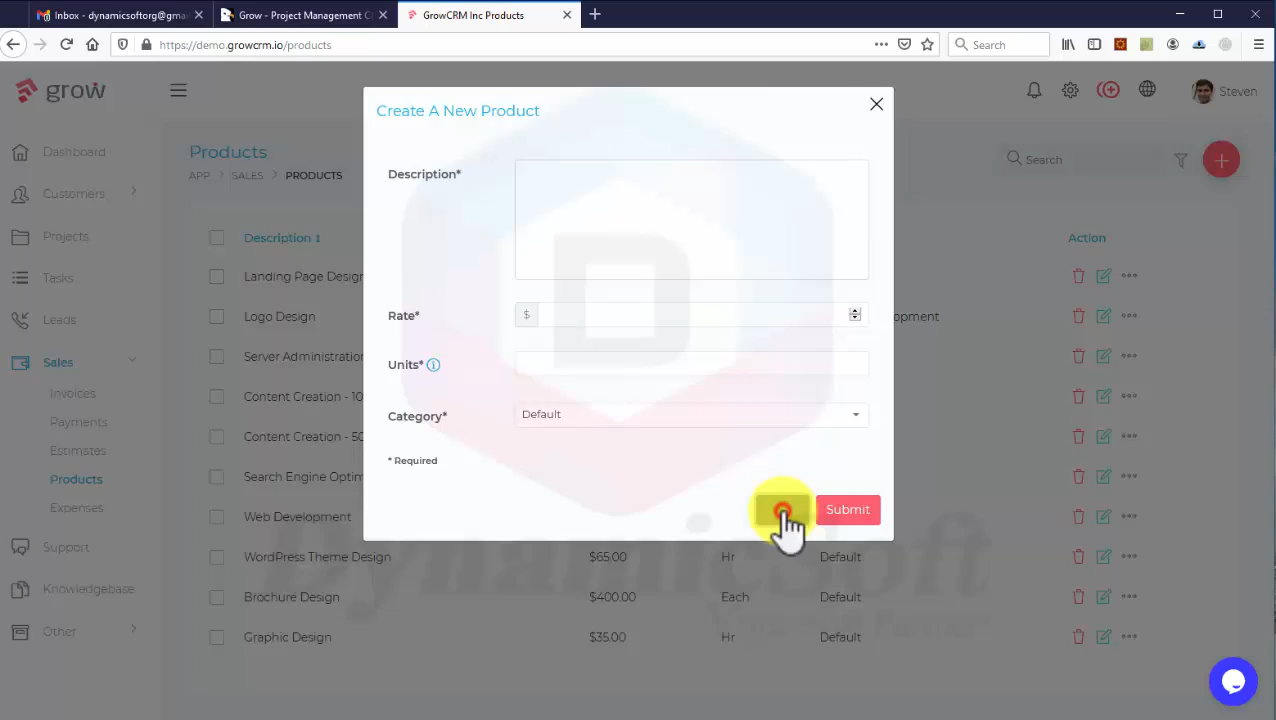 Inbox - dynamicsoftorg@gma
Grow - Project Management C
GrowCRM Inc Products
https://demo.growcrm.io/products
Search
grow
Steven
Dashboard
Customers
Projects
Tasks
Leads
Sales
Invoices
Payments
Estimates
Products
Expenses
Support
Knowledgebase
Other
Products
APP
SALES
PRODUCTS
Search
Description
Action
Landing Page Design
Logo Design
Server Administration
Content Creation - 10
Content Creation - 50
Search Engine Optim
Web Development
WordPress Theme Design $65.00 Hr Default
Brochure Design $400.00 Each Default
Graphic Design $35.00 Hr Default
Create A New Product
Description*
Rate*
$
Units*
Category*
Default
* Required
Submit
DynamicSoft